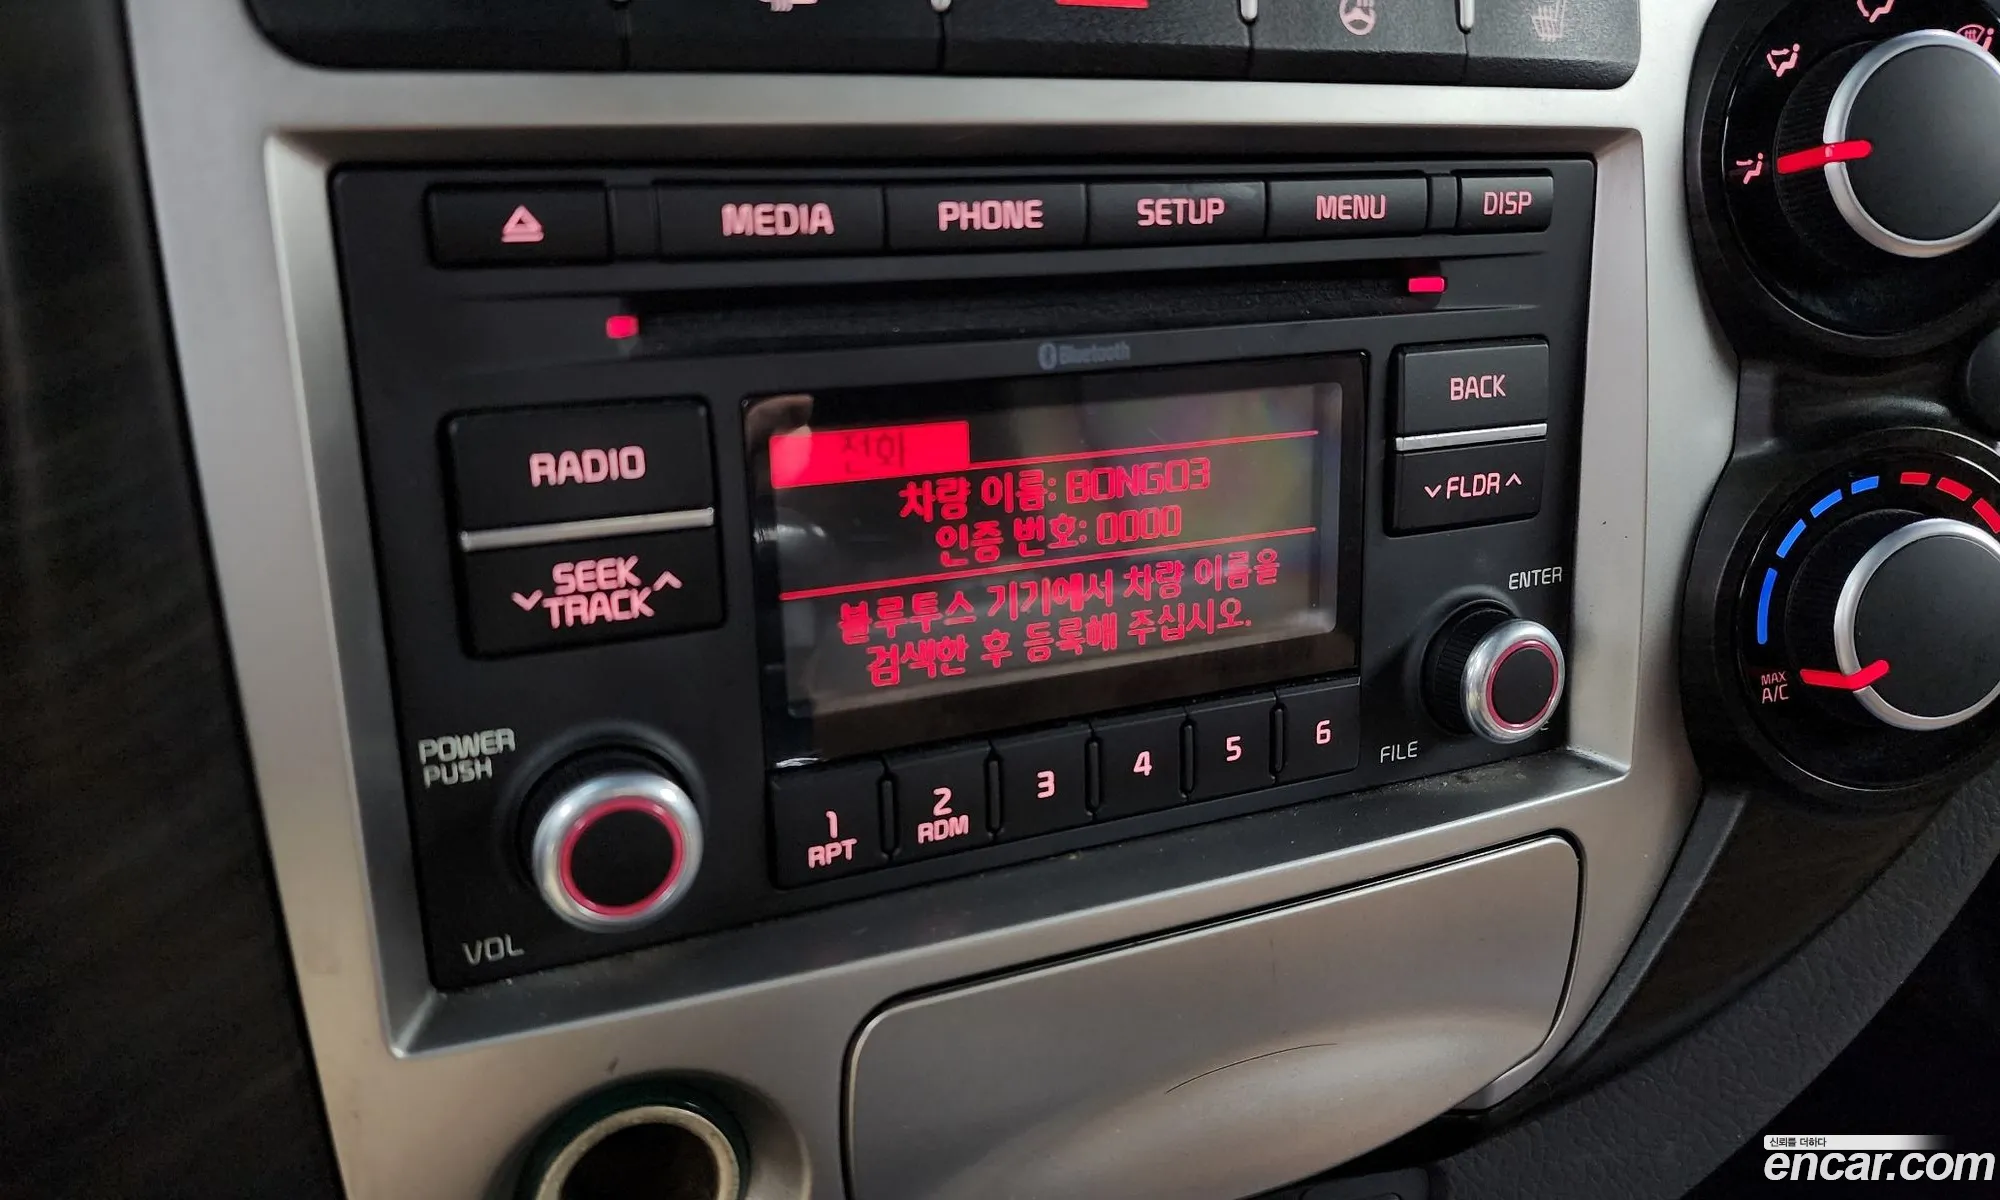 MEDIA
PHONE
SETUP
MENU
DISP
Bluetooth
RADIO
SEEK
TRACK
전화
차량 이름: BONGO3
인증 번호: 0000
블루투스 기기에서 차량 이름을
검색한 후 등록해 주십시오.
BACK
FLDR
ENTER
FILE
POWER
PUSH
VOL
1
RPT
2
RDM
3
4
5
6
MAX
A/C
신뢰를 더하다
encar.com